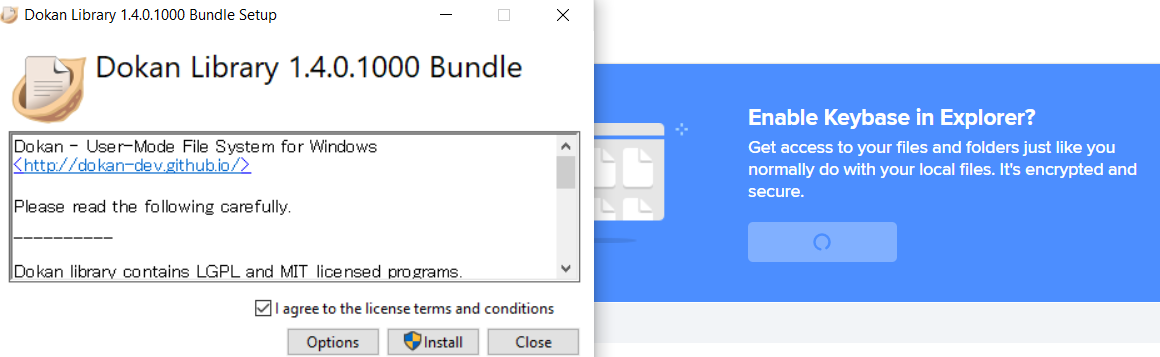 Dokan Library 1.4.0.1000 Bundle Setup
Dokan Library 1.4.0.1000 Bundle
Dokan - User-Mode File System for Windows
<http://dokan-dev.github.io/>
Please read the following carefully.
----------
Dokan library contains LGPL and MIT licensed programs.
I agree to the license terms and conditions
Options
Install
Close
Enable Keybase in Explorer?
Get access to your files and folders just like you
normally do with your local files. It's encrypted and
secure.